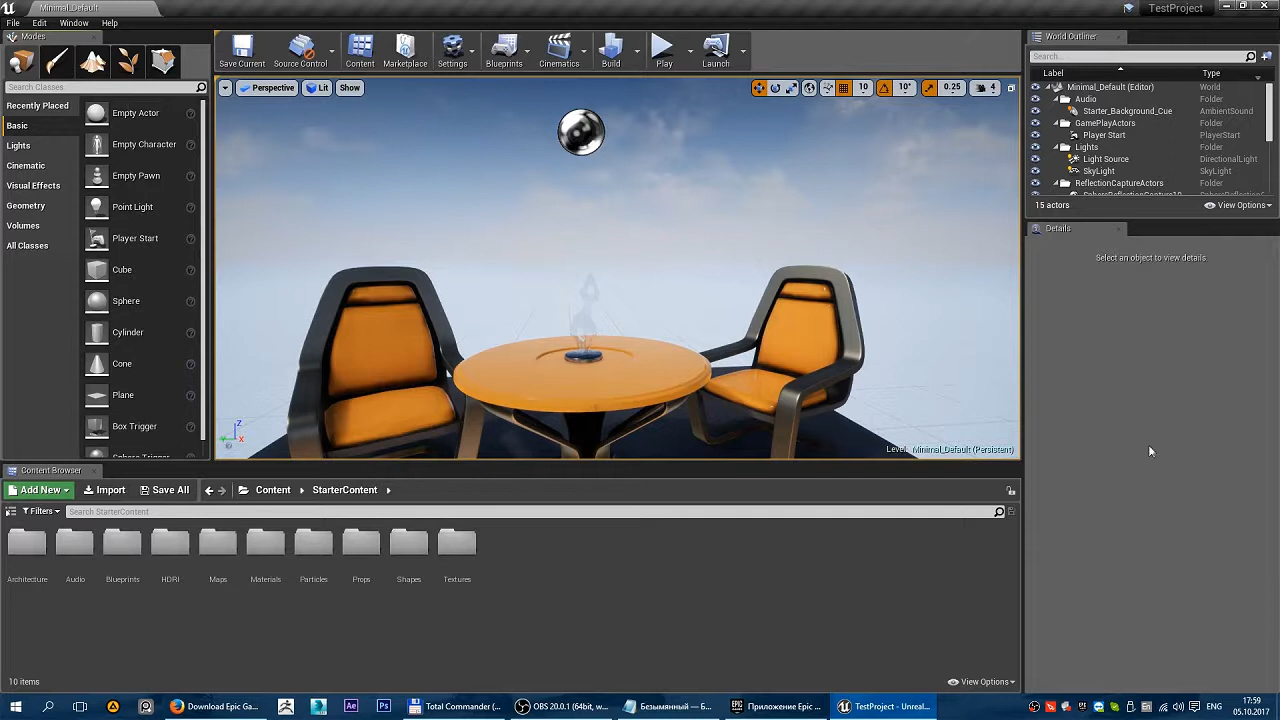 Minimal_Default
TestProject
File Edit Window Help
Modes
World Outliner
Save Current
Source Control
Content
Marketplace
Settings
Blueprints
Cinematics
Build
Play
Launch
Search...
Search Classes
Label Type
Recently Placed
Basic
Lights
Cinematic
Visual Effects
Geometry
Volumes
All Classes
Empty Actor
Empty Character
Empty Pawn
Point Light
Player Start
Cube
Sphere
Cylinder
Cone
Plane
Box Trigger
Sphere Trigger
Perspective Lit Show
10 10° 0.25 4
Z
X
Y
Level: Minimal_Default (Persistent)
Minimal_Default (Editor) World
Audio Folder
Starter_Background_Cue AmbientSound
GamePlayActors Folder
Player Start PlayerStart
Lights Folder
Light Source DirectionalLight
SkyLight SkyLight
ReflectionCaptureActors Folder
15 actors View Options
Details
Select an object to view details.
Content Browser
Add New Import Save All Content StarterContent
Filters Search StarterContent
Architecture Audio Blueprints HDRI Maps Materials Particles Props Shapes Textures
10 items View Options
Download Epic Ga...
Ae
Ps
Total Commander (...
OBS 20.0.1 (64bit, w...
Безымянный — Б...
Приложение Epic ...
TestProject - Unreal...
ENG
17:59
05.10.2017